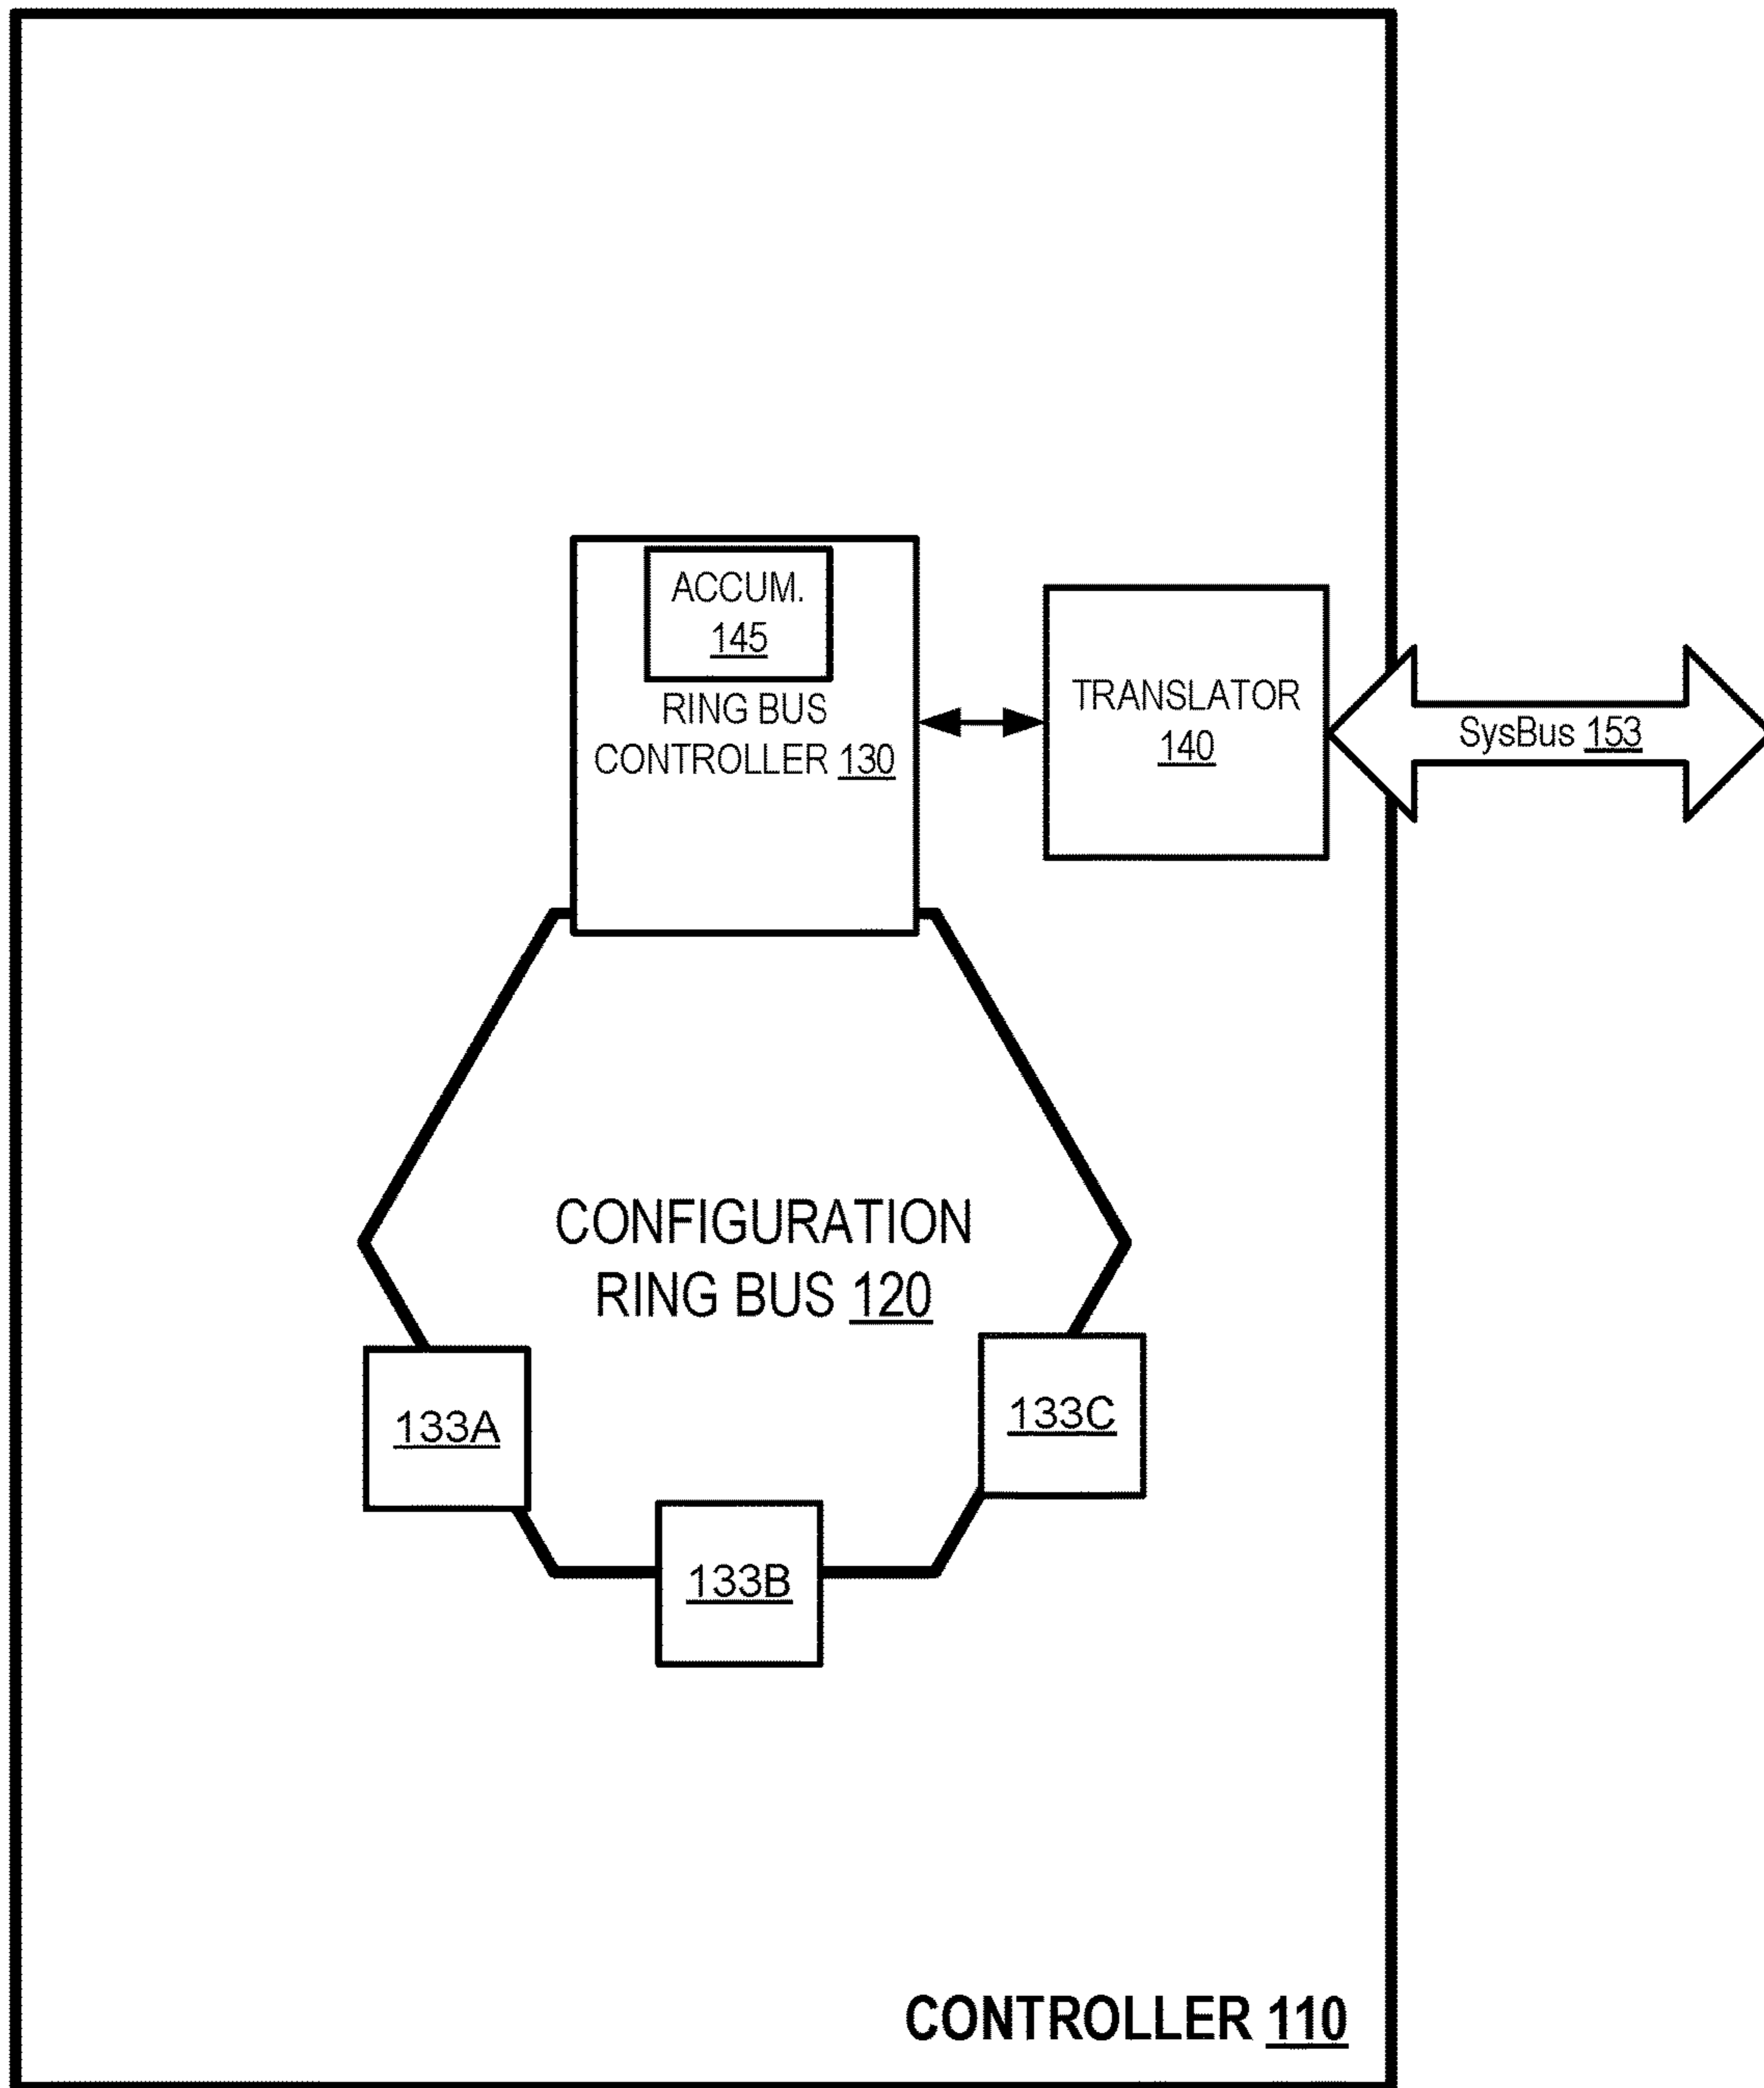 ACCUM.
145
RING BUS
CONTROLLER 130
TRANSLATOR
140
SysBus 153
CONFIGURATION
RING BUS 120
133A
133C
133B
CONTROLLER 110